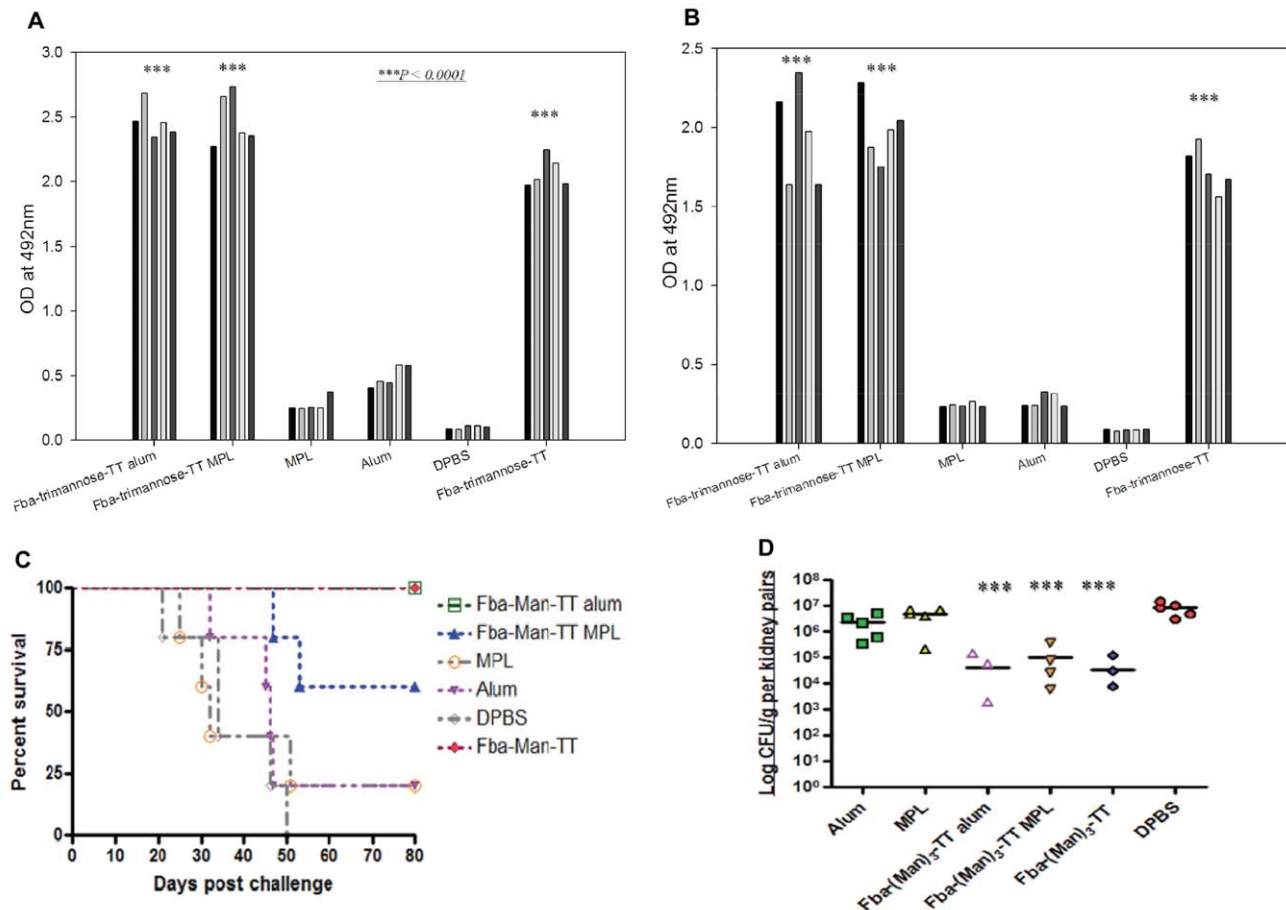 A
3.0
2.5
2.0
1.5
1.0
0.5
0.0
OD at 492nm
***
***
***P < 0.0001
***
Fba-trimannose-TT alum
Fba-trimannose-TT MPL
MPL
Alum
DPBS
Fba-trimannose-TT
B
2.5
2.0
1.5
1.0
0.5
0.0
OD at 492nm
***
***
***
Fba-trimannose-TT alum
Fba-trimannose-TT MPL
MPL
Alum
DPBS
Fba-trimannose-TT
C
100
75
50
25
0
Percent survival
0 10 20 30 40 50 60 70 80
Days post challenge
Fba-Man-TT alum
Fba-Man-TT MPL
MPL
Alum
DPBS
Fba-Man-TT
D
10⁸
10⁷
10⁶
10⁵
10⁴
10³
10²
10¹
10⁰
Log CFU/g per kidney pairs
*** *** ***
Alum
MPL
Fba-(Man)₃-TT alum
Fba-(Man)₃-TT MPL
Fba-(Man)₃-TT
DPBS